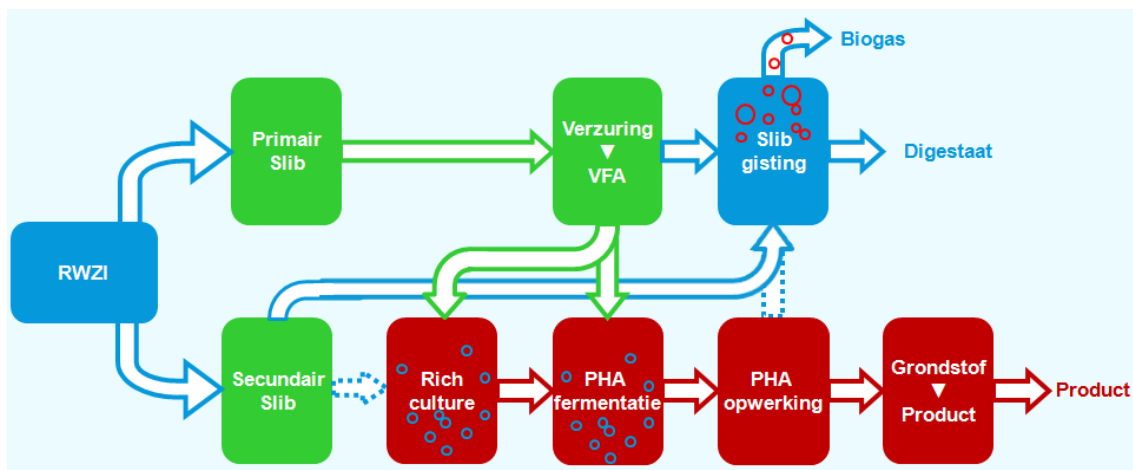 Biogas
Primair
Slib
Verzuring
▼
VFA
Slib
gisting
Digestaat
RWZI
Secundair
Slib
Rich
culture
PHA
fermentatie
PHA
opwerking
Grondstof
▼
Product
Product